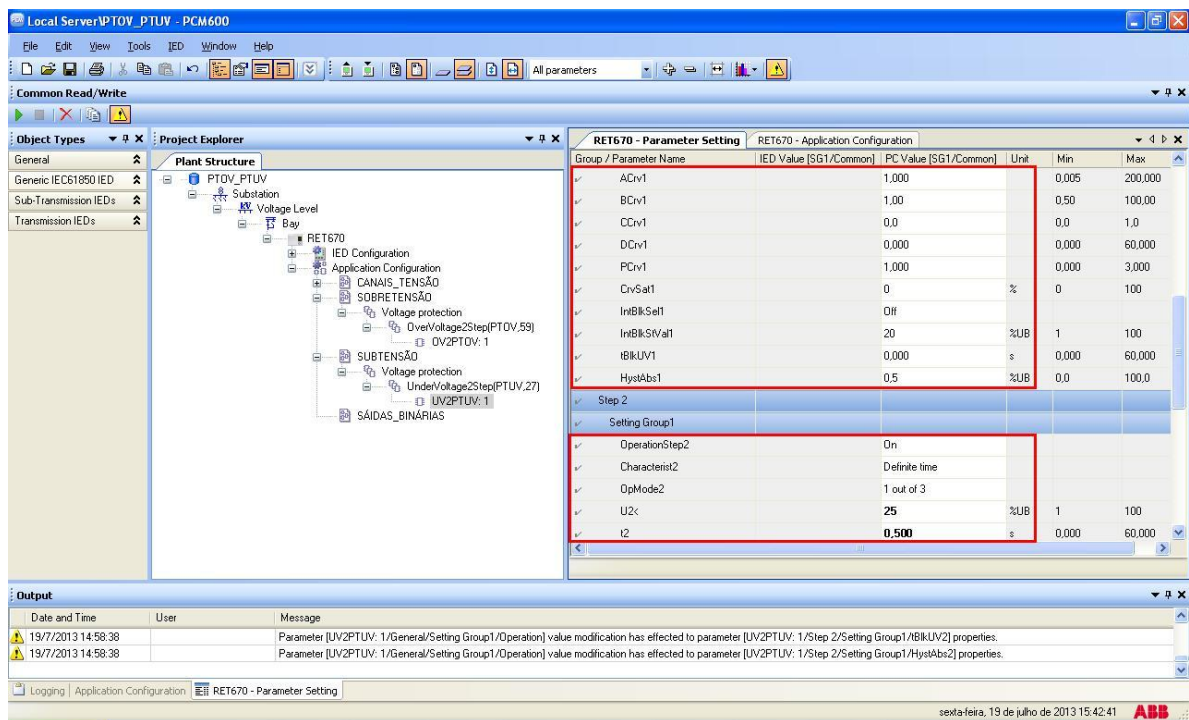 Local Server\PTOV_PTUV - PCM600
File Edit View Tools IED Window Help
All parameters
Common Read/Write
Object Types
General
Generic IEC61850 IED
Sub-Transmission IEDs
Transmission IEDs
Project Explorer
Plant Structure
PTOV_PTUV
Substation
Voltage Level
Bay
RET670
IED Configuration
Application Configuration
CANAIS_TENSÃO
SOBRETENSÃO
Voltage protection
OverVoltage2Step(PTOV,59)
OV2PTOV: 1
SUBTENSÃO
Voltage protection
UnderVoltage2Step(PTUV,27)
UV2PTUV: 1
SÁIDAS_BINÁRIAS
RET670 - Parameter Setting RET670 - Application Configuration
Group / Parameter Name IED Value [SG1/Common] PC Value [SG1/Common] Unit Min Max
ACrv1 1,000 0,005 200,000
BCrv1 1,00 0,50 100,00
CCrv1 0,0 0,0 1,0
DCrv1 0,000 0,000 60,000
PCrv1 1,000 0,000 3,000
CrvSat1 0 % 0 100
IntBlkSel1 Off
IntBlkStVal1 20 %UB 1 100
tBlkUV1 0,000 s 0,000 60,000
HystAbs1 0,5 %UB 0,0 100,0
Step 2
Setting Group1
OperationStep2 On
Characterist2 Definite time
OpMode2 1 out of 3
U2< 25 %UB 1 100
t2 0,500 s 0,000 60,000
Output
Date and Time User Message
19/7/2013 14:58:38 Parameter [UV2PTUV: 1/General/Setting Group1/Operation] value modification has effected to parameter [UV2PTUV: 1/Step 2/Setting Group1/tBlkUV2] properties.
19/7/2013 14:58:38 Parameter [UV2PTUV: 1/General/Setting Group1/Operation] value modification has effected to parameter [UV2PTUV: 1/Step 2/Setting Group1/HystAbs2] properties.
Logging Application Configuration RET670 - Parameter Setting
sexta-feira, 19 de julho de 2013 15:42:41 ABB